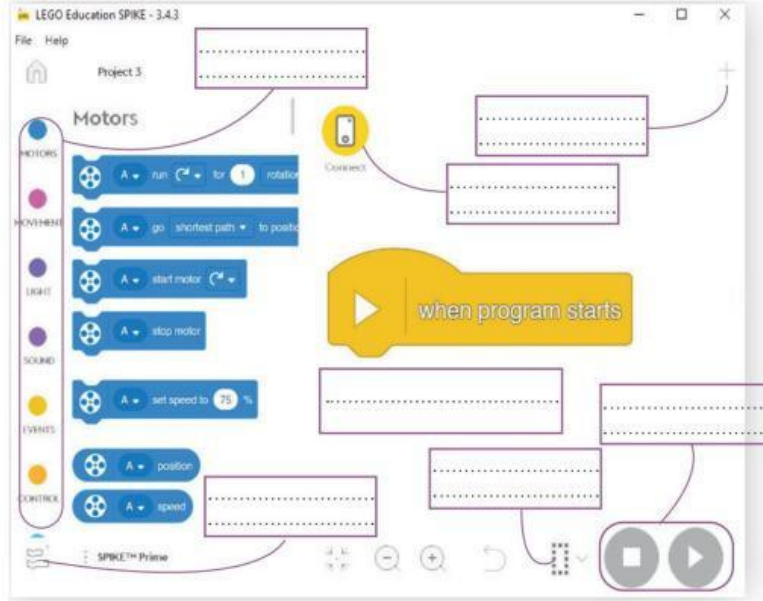 LEGO Education SPIKE - 3.4.3
File Help
Project 3
Motors
MOTORS
MOVEMENT
LIGHT
SOUND
EVENTS
CONTROL
A run for 1 rotation
A go shortest path to positio
A start motor
A stop motor
A set speed to 75 %
A position
A speed
Connect
when program starts
SPIKE™ Prime